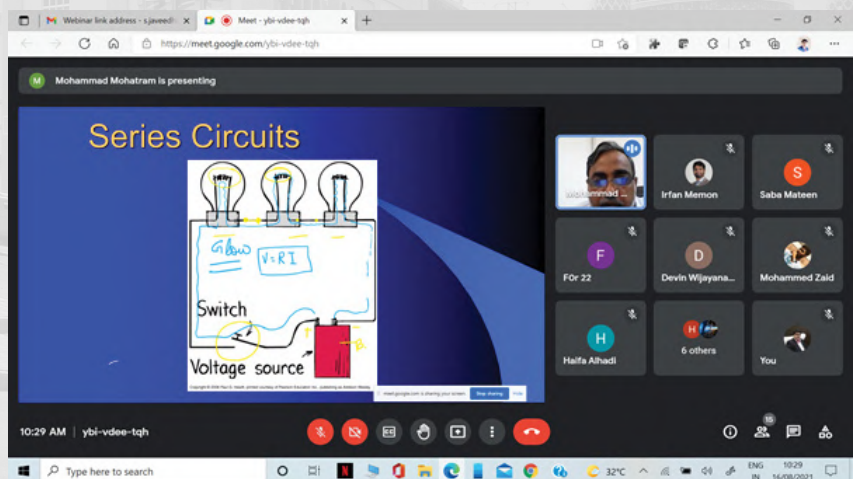 Webinar link address - s.javeed
Meet - ybi-vdee-tqh
https://meet.google.com/ybi-vdee-tqh
M
Mohammad Mohatram is presenting
Series Circuits
Glow
V=RI
Switch
Voltage source
meet.google.com is sharing your screen.
Stop sharing
Hide
Mohammad ...
Irfan Memon
S
Saba Mateen
F
F0r 22
D
Devin Wijayana...
Mohammed Zaid
H
Haifa Alhadi
H
6 others
You
10:29 AM | ybi-vdee-tqh
CC
15
Type here to search
32°C
ENG
IN
10:29
16/08/2021